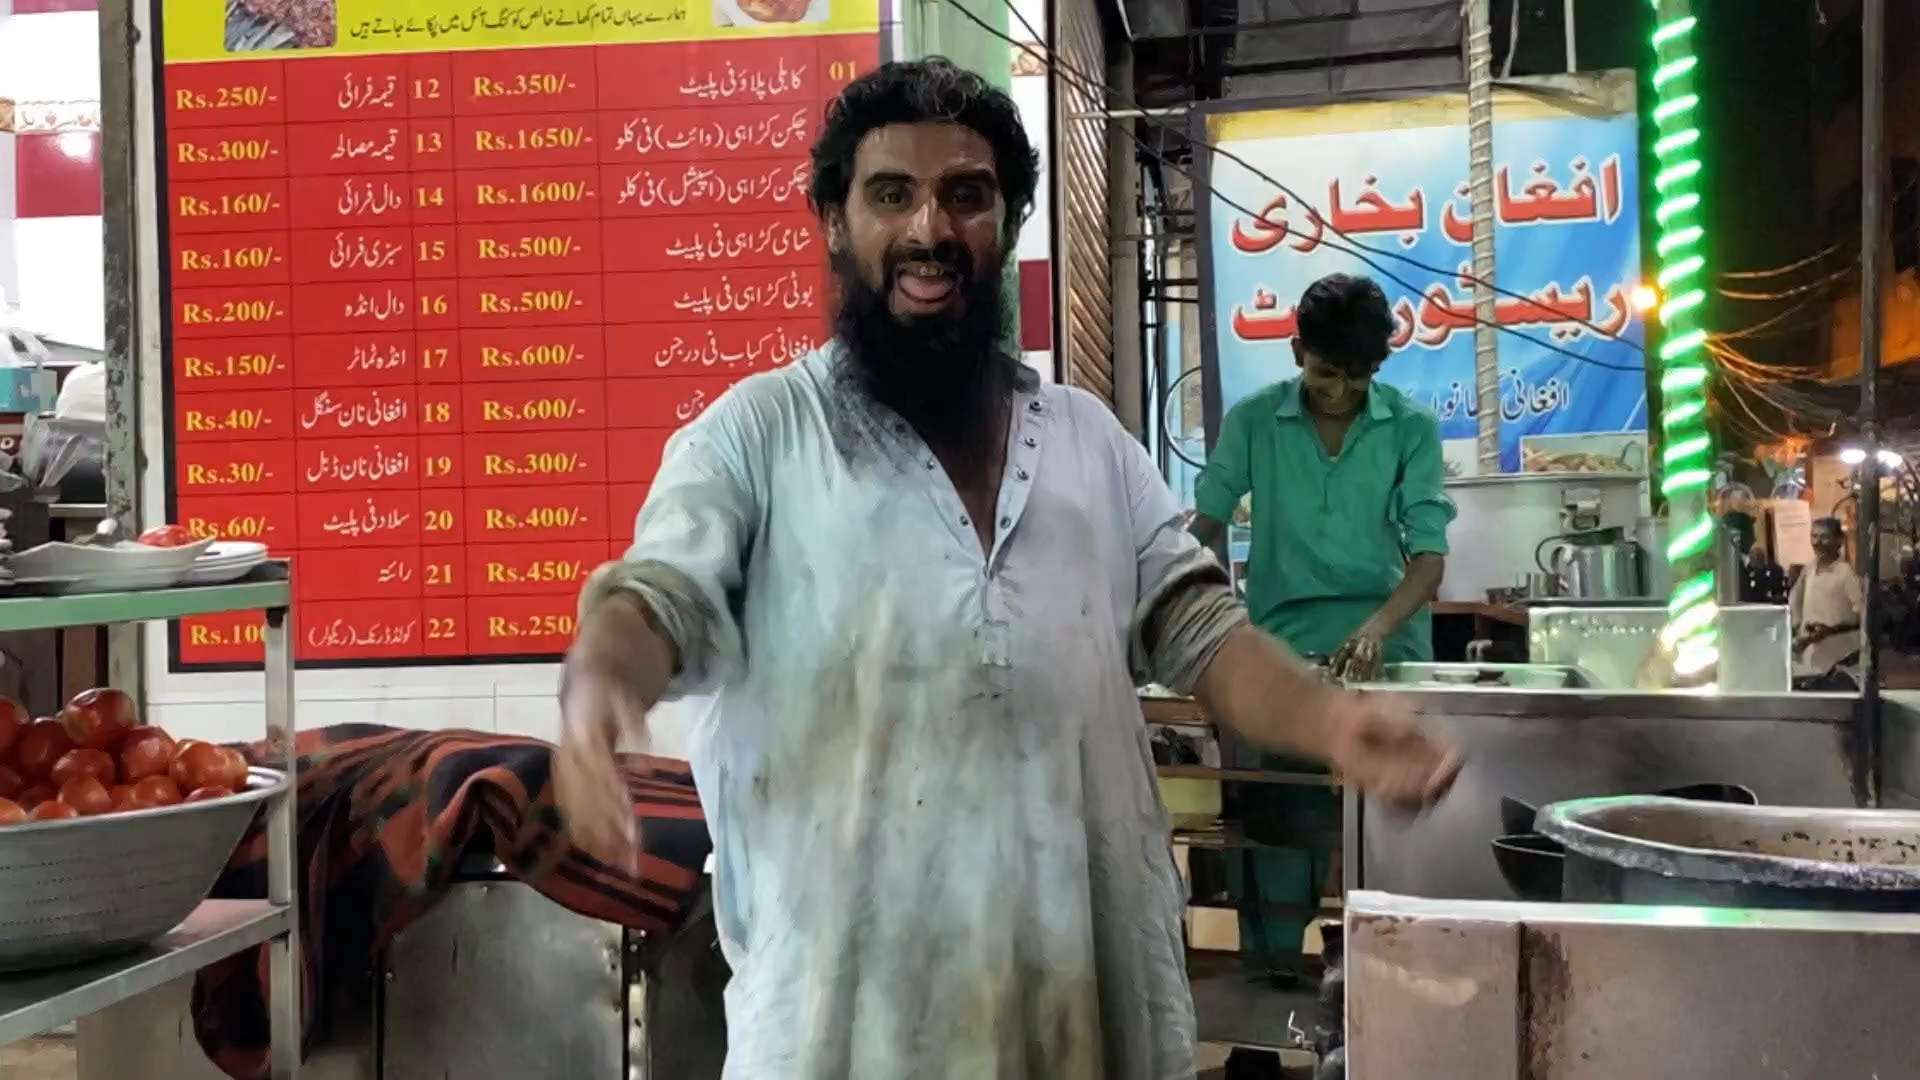 ہمارے یہاں تمام کھانے خالص کوکنگ آئل میں پکائے جاتے ہیں
01 کابلی پلاؤ فی پلیٹ Rs.350/- 12 قیمہ فرائی Rs.250/-
چکن کڑاہی (وائٹ) فی کلو Rs.1650/- 13 قیمہ مصالحہ Rs.300/-
چکن کڑاہی (اسپیشل) فی کلو Rs.1600/- 14 دال فرائی Rs.160/-
شامی کڑاہی فی پلیٹ Rs.500/- 15 سبزی فرائی Rs.160/-
بوٹی کڑاہی فی پلیٹ Rs.500/- 16 دال انڈہ Rs.200/-
افغانی کباب فی درجن Rs.600/- 17 انڈہ ٹماٹر Rs.150/-
Rs.600/- 18 افغانی نان سنگل Rs.40/-
Rs.300/- 19 افغانی نان ڈبل Rs.30/-
Rs.400/- 20 سلاد فی پلیٹ Rs.60/-
Rs.450/- 21 رائتہ
Rs.250 22 کولڈ ڈرنک (ریگولر) Rs.100
افغان بخاری
ریسٹورینٹ
افغانی